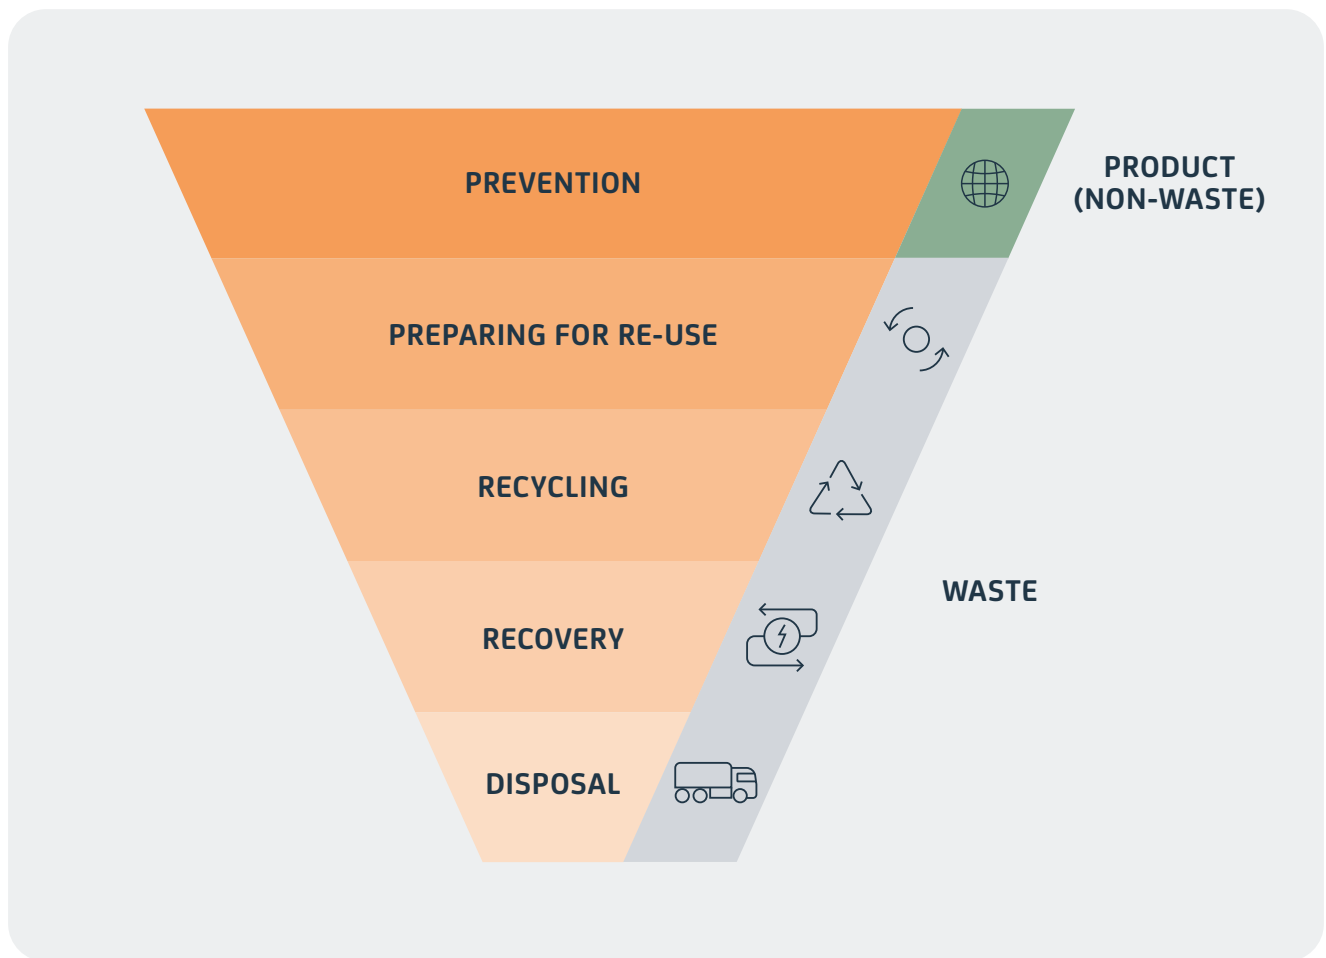 PREVENTION
PRODUCT
(NON-WASTE)
PREPARING FOR RE-USE
RECYCLING
WASTE
RECOVERY
DISPOSAL